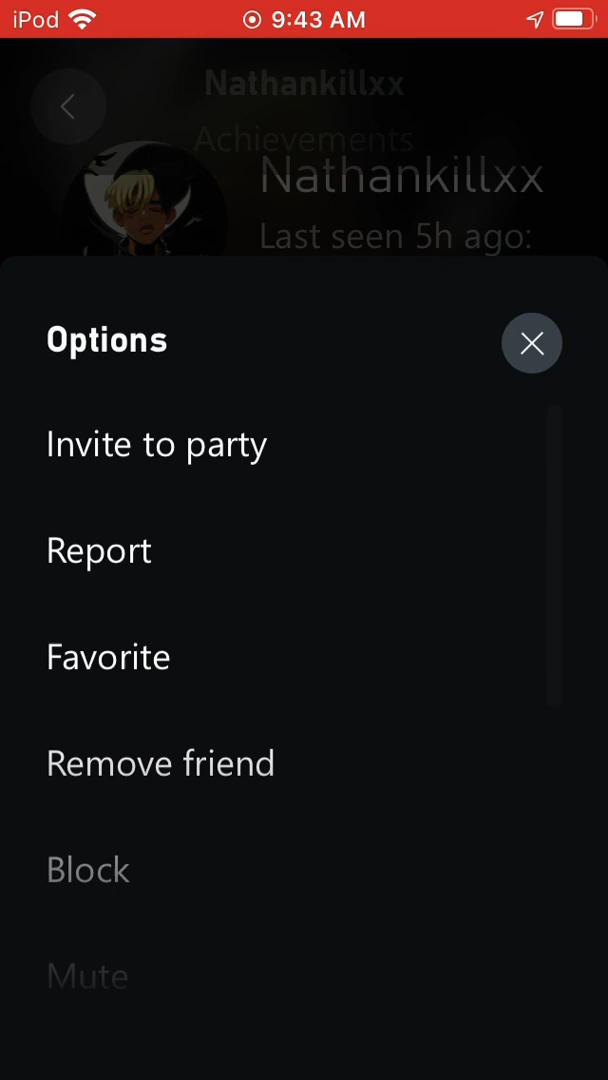 iPod 9:43 AM
Nathankillxx
Achievements
Nathankillxx
Last seen 5h ago:
Options
Invite to party
Report
Favorite
Remove friend
Block
Mute